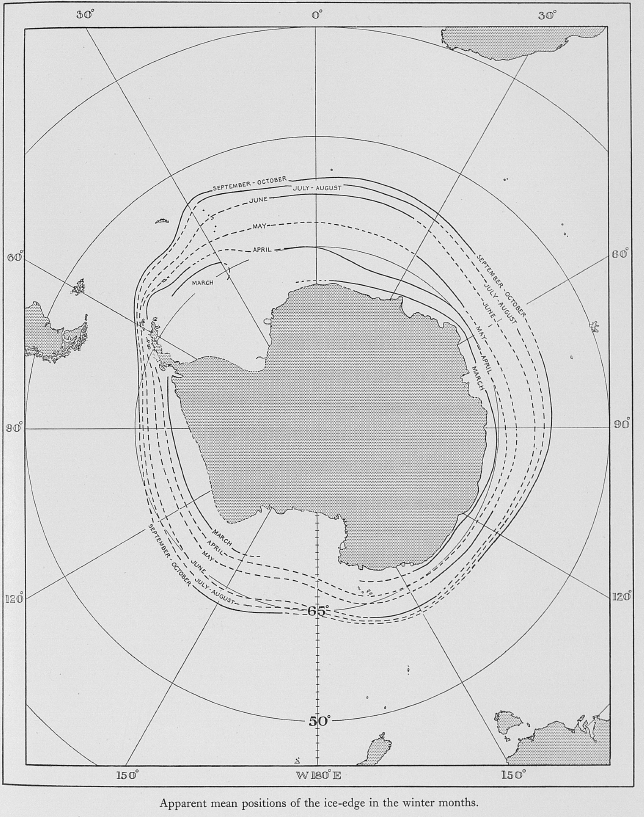 30° 0° 30°
SEPTEMBER - OCTOBER
JULY - AUGUST
JUNE
MAY
APRIL
MARCH
60° 60°
SEPTEMBER - OCTOBER
JULY - AUGUST
JUNE
MAY
APRIL
MARCH
90° 90°
MARCH
APRIL
MAY
JUNE
JULY - AUGUST
SEPTEMBER - OCTOBER
120° 120°
65°
50°
S
150° W 180° E 150°
Apparent mean positions of the ice-edge in the winter months.